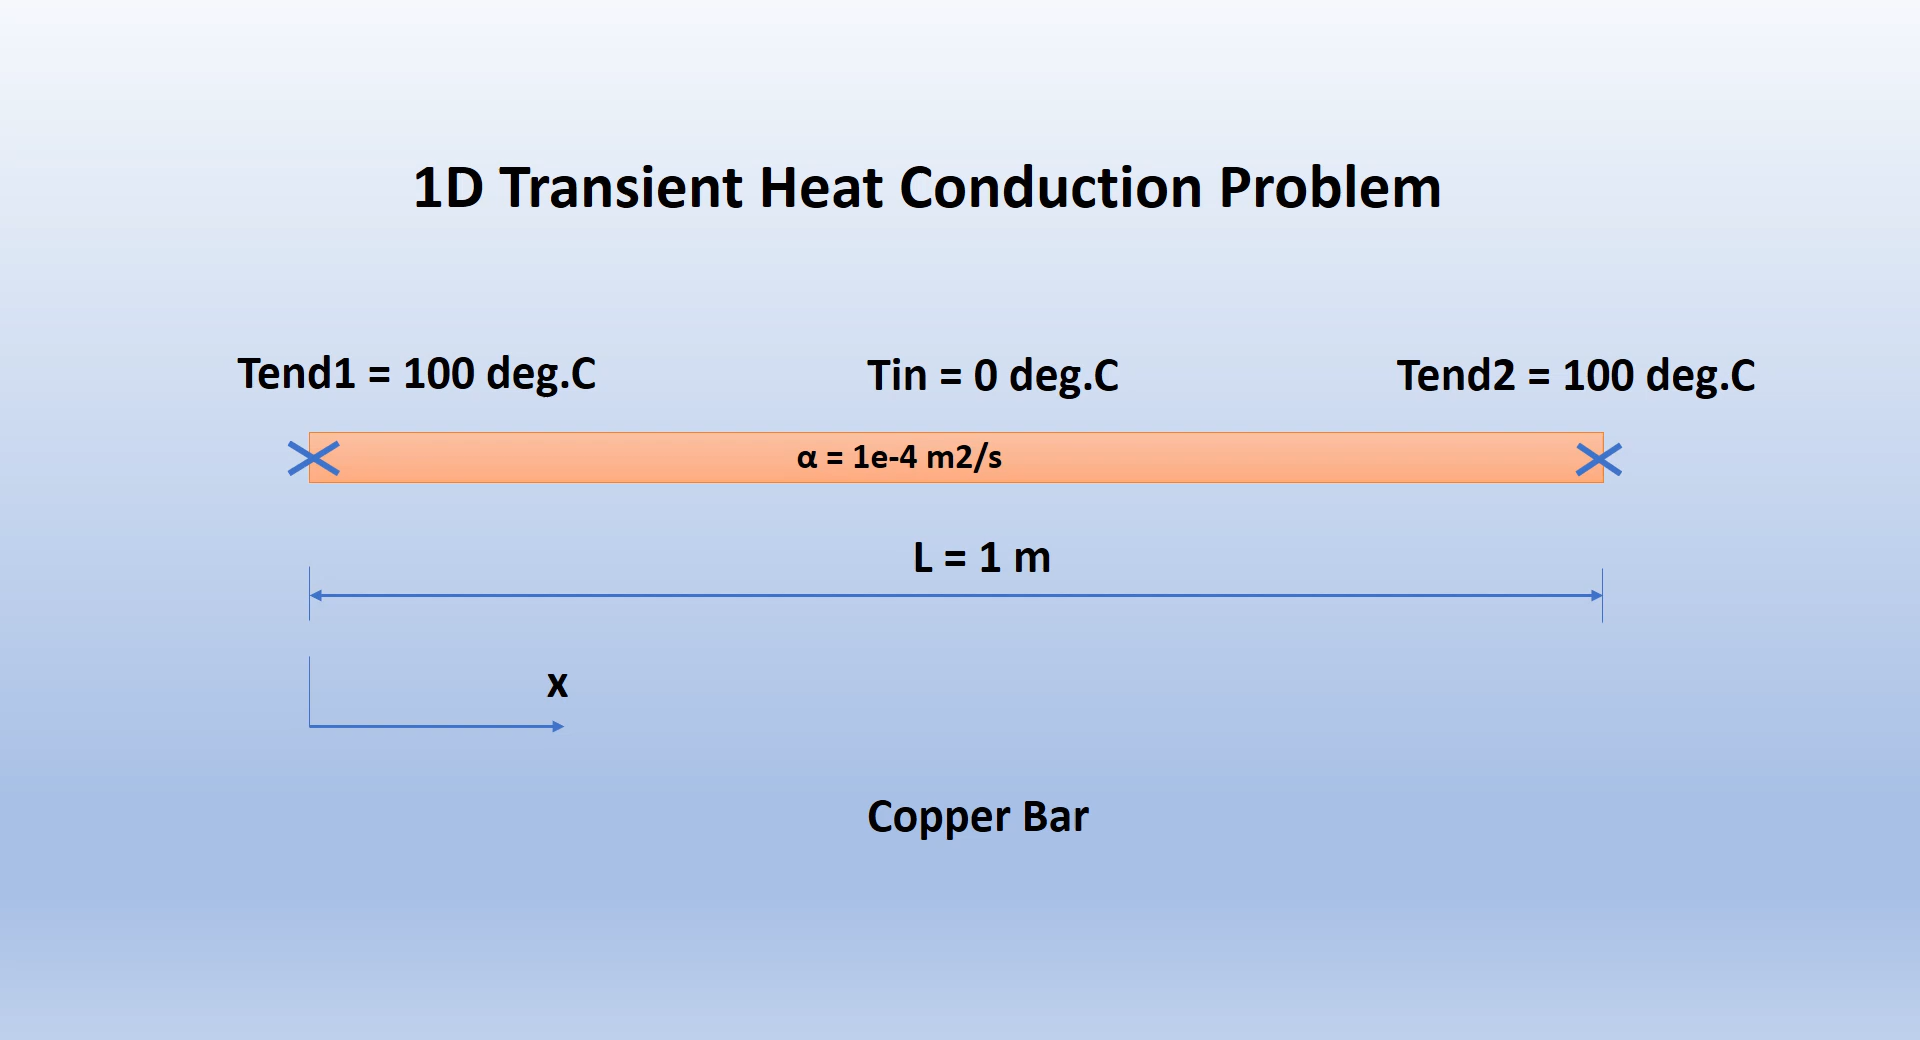 1D Transient Heat Conduction Problem
Tend1 = 100 deg.C
Tin = 0 deg.C
Tend2 = 100 deg.C
α = 1e-4 m2/s
L = 1 m
x
Copper Bar